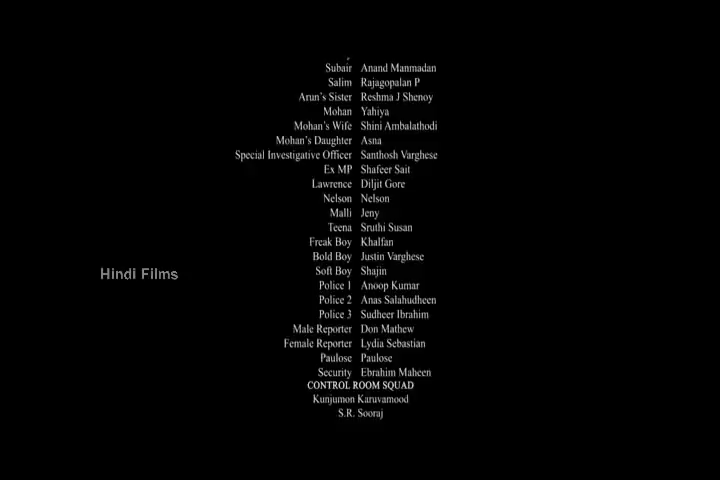 Subair Anand Manmadan
Salim Rajagopalan P
Arun's Sister Reshma J Shenoy
Mohan Yahiya
Mohan's Wife Shini Ambalathodi
Mohan's Daughter Asna
Special Investigative Officer Santhosh Varghese
Ex MP Shafeer Sait
Lawrence Diljit Gore
Nelson Nelson
Malli Jeny
Teena Sruthi Susan
Freak Boy Khalfan
Bold Boy Justin Varghese
Soft Boy Shajin
Police 1 Anoop Kumar
Police 2 Anas Salahudheen
Police 3 Sudheer Ibrahim
Male Reporter Don Mathew
Female Reporter Lydia Sebastian
Paulose Paulose
Security Ebrahim Maheen
CONTROL ROOM SQUAD
Kunjumon Karuvamood
S.R. Sooraj
Hindi Films